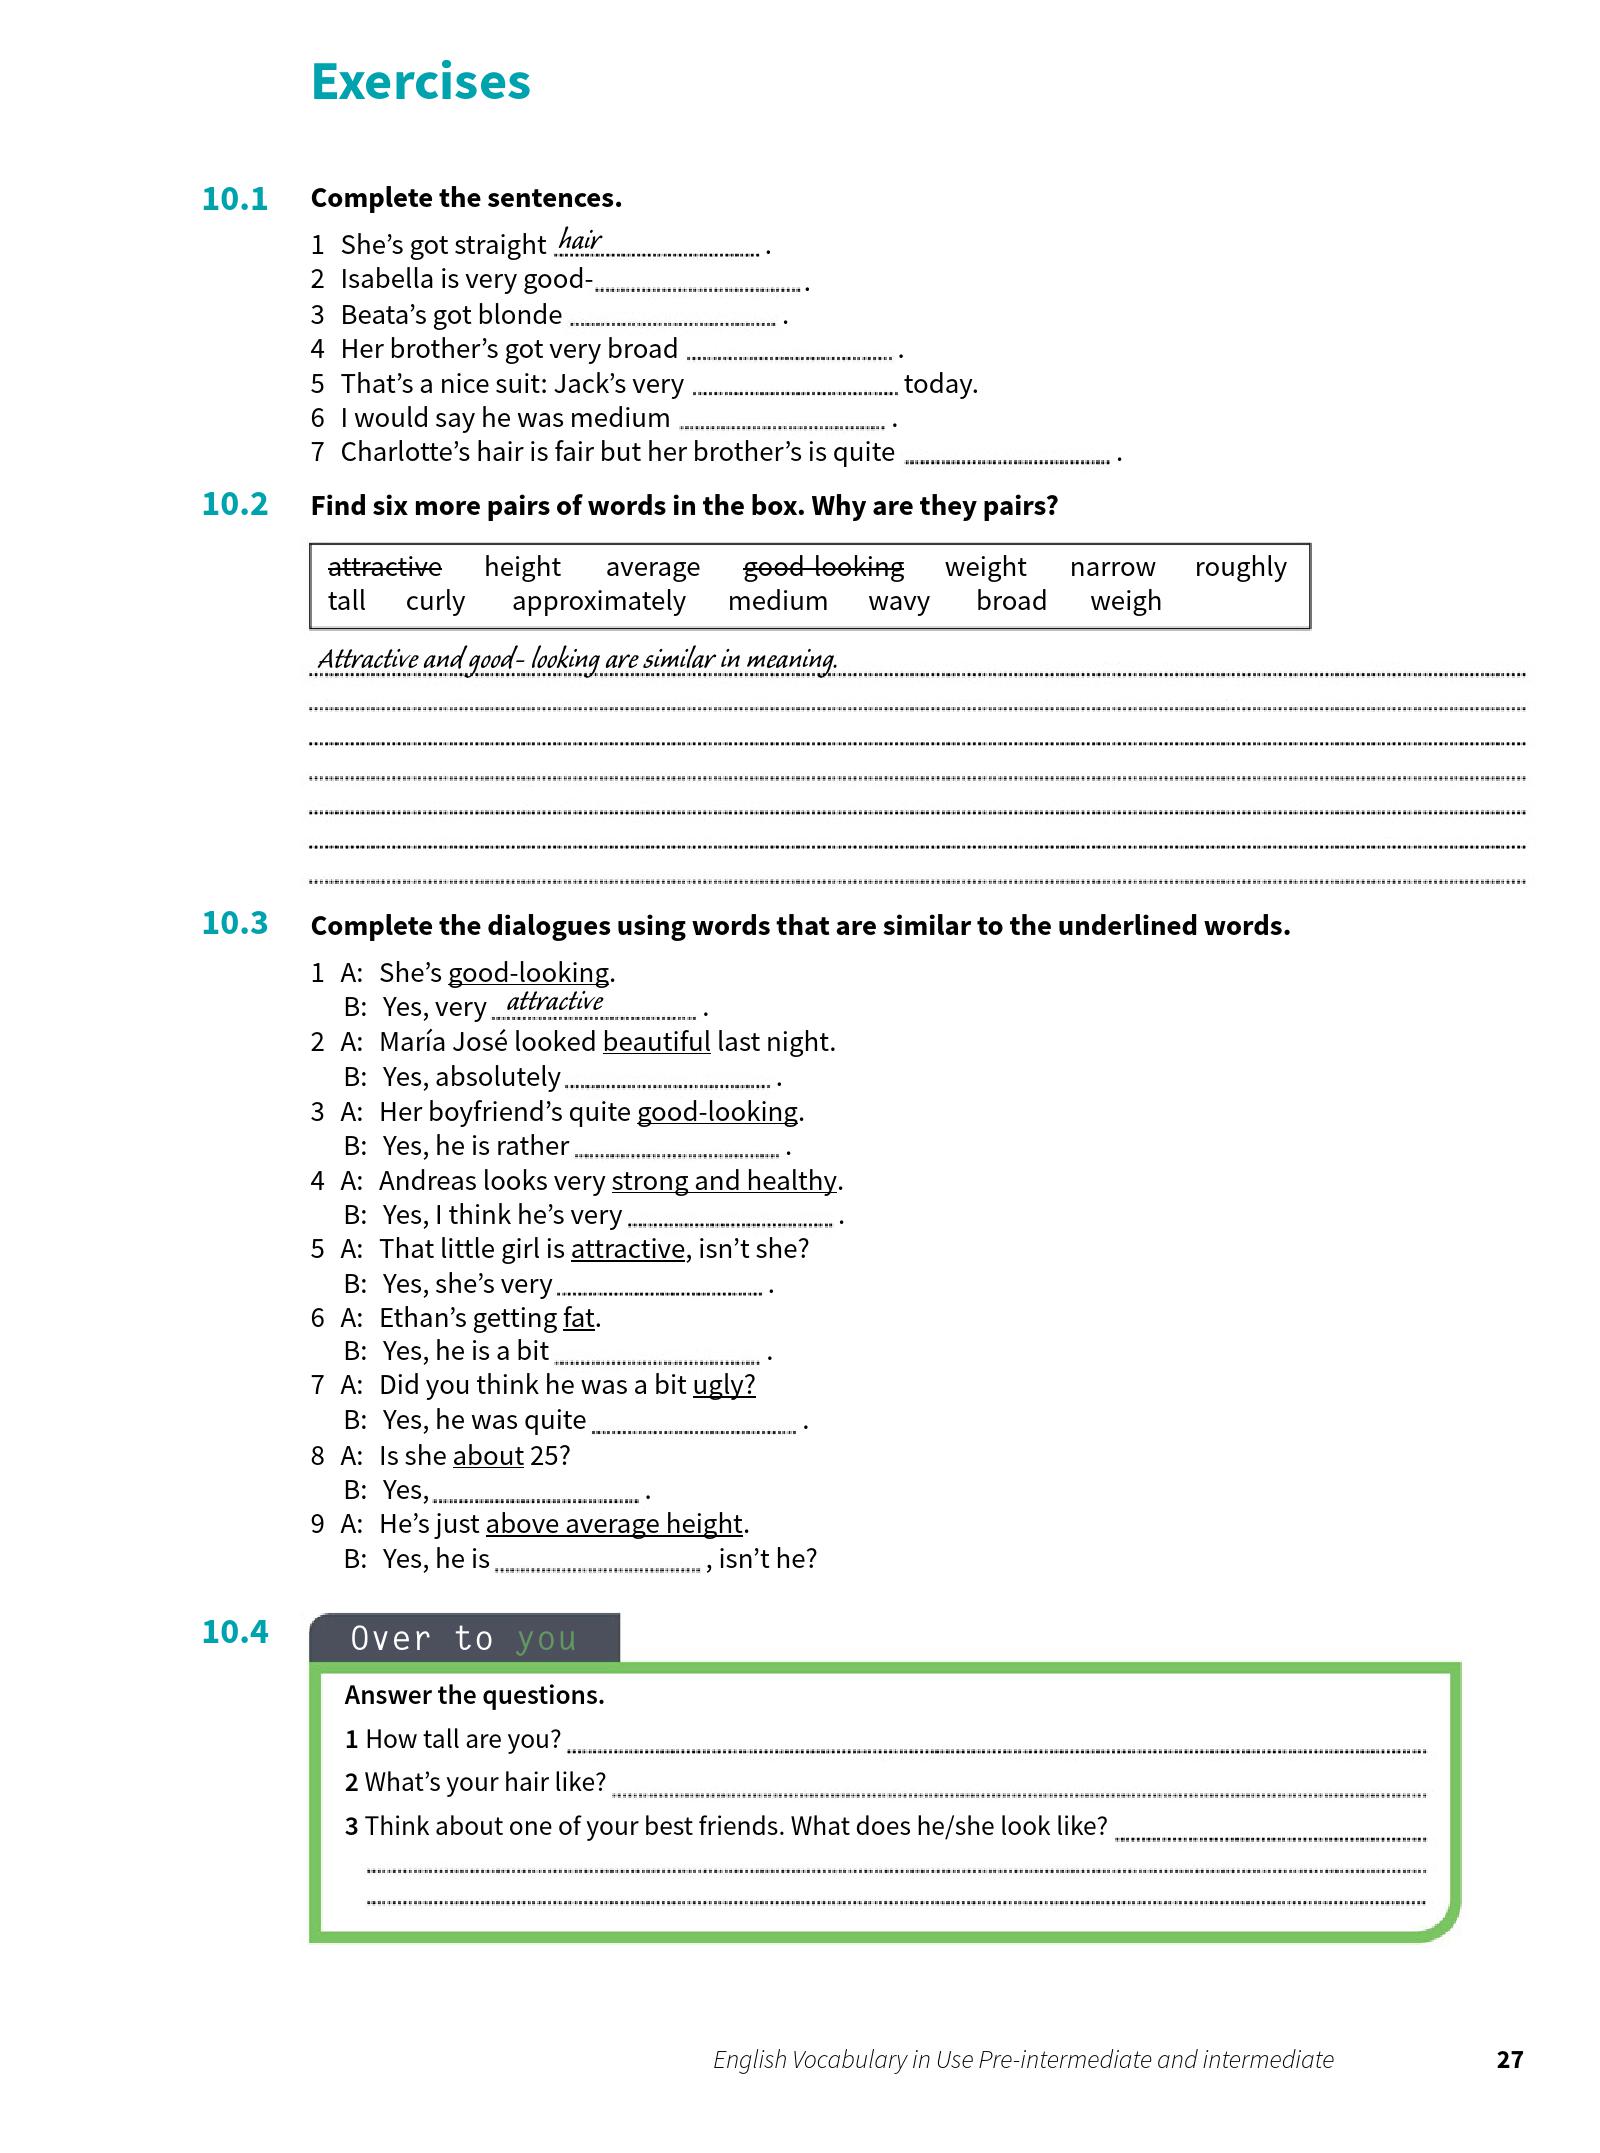 Exercises
10.1 Complete the sentences.
1 She’s got straight hair .
2 Isabella is very good- .
3 Beata’s got blonde .
4 Her brother’s got very broad .
5 That’s a nice suit: Jack’s very today.
6 I would say he was medium .
7 Charlotte’s hair is fair but her brother’s is quite .
10.2 Find six more pairs of words in the box. Why are they pairs?
attractive height average good-looking weight narrow roughly
tall curly approximately medium wavy broad weigh
Attractive and good- looking are similar in meaning.
10.3 Complete the dialogues using words that are similar to the underlined words.
1 A: She’s good-looking.
B: Yes, very attractive .
2 A: María José looked beautiful last night.
B: Yes, absolutely .
3 A: Her boyfriend’s quite good-looking.
B: Yes, he is rather .
4 A: Andreas looks very strong and healthy.
B: Yes, I think he’s very .
5 A: That little girl is attractive, isn’t she?
B: Yes, she’s very .
6 A: Ethan’s getting fat.
B: Yes, he is a bit .
7 A: Did you think he was a bit ugly?
B: Yes, he was quite .
8 A: Is she about 25?
B: Yes, .
9 A: He’s just above average height.
B: Yes, he is , isn’t he?
10.4 Over to you
Answer the questions.
1 How tall are you?
2 What’s your hair like?
3 Think about one of your best friends. What does he/she look like?
English Vocabulary in Use Pre-intermediate and intermediate 27